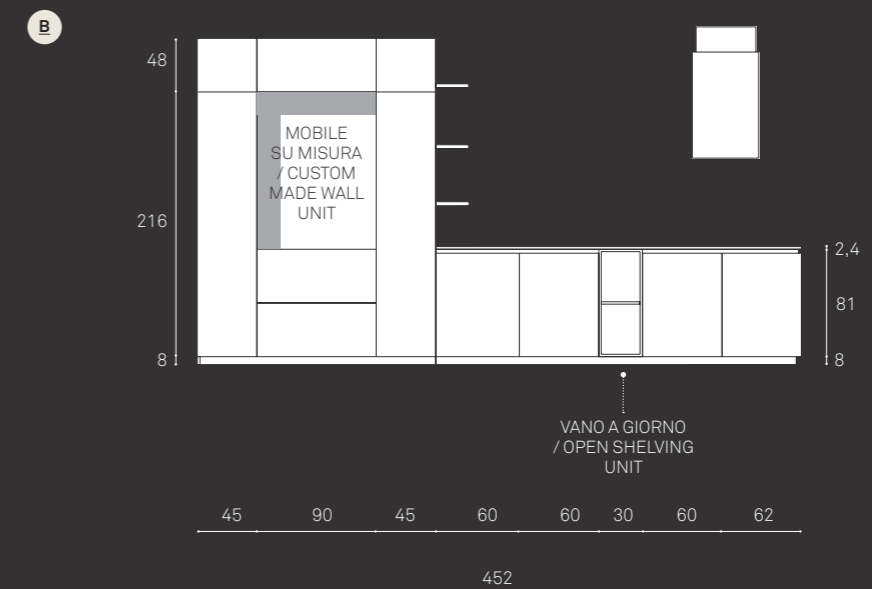 B
48
216
8
MOBILE
SU MISURA
/ CUSTOM
MADE WALL
UNIT
2,4
81
8
VANO A GIORNO
/ OPEN SHELVING
UNIT
45 90 45 60 60 30 60 62
452